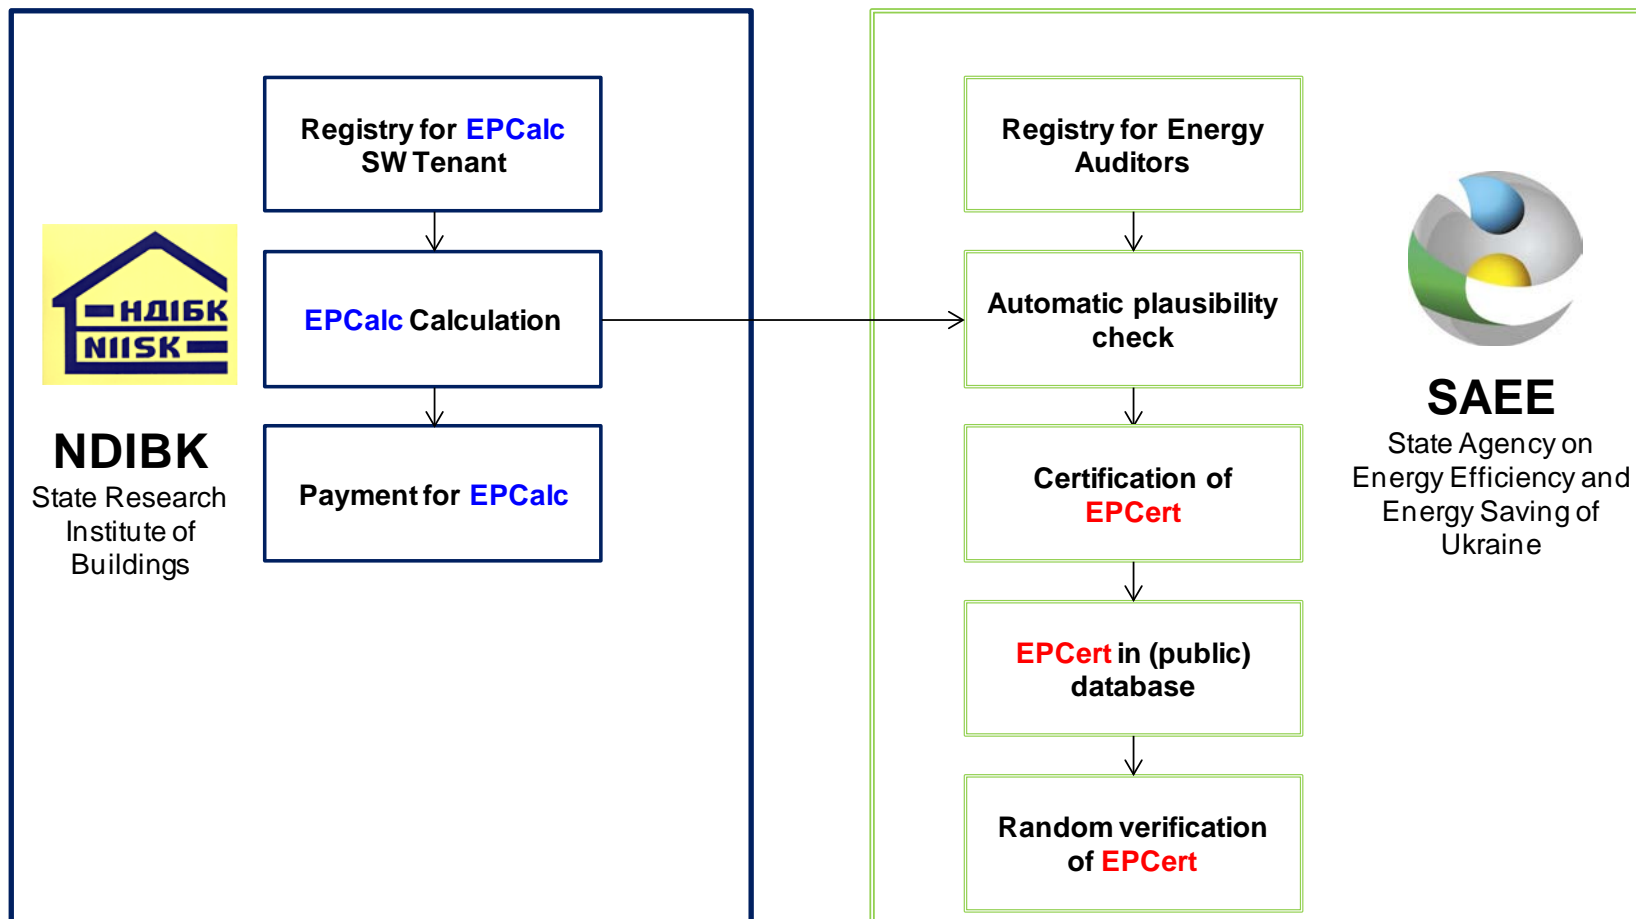 Registry for EPCalc
SW Tenant
EPCalc Calculation
Payment for EPCalc
НДІБК
NIISK
NDIBK
State Research
Institute of
Buildings
Registry for Energy
Auditors
Automatic plausibility
check
Certification of
EPCert
EPCert in (public)
database
Random verification
of EPCert
SAEE
State Agency on
Energy Efficiency and
Energy Saving of
Ukraine